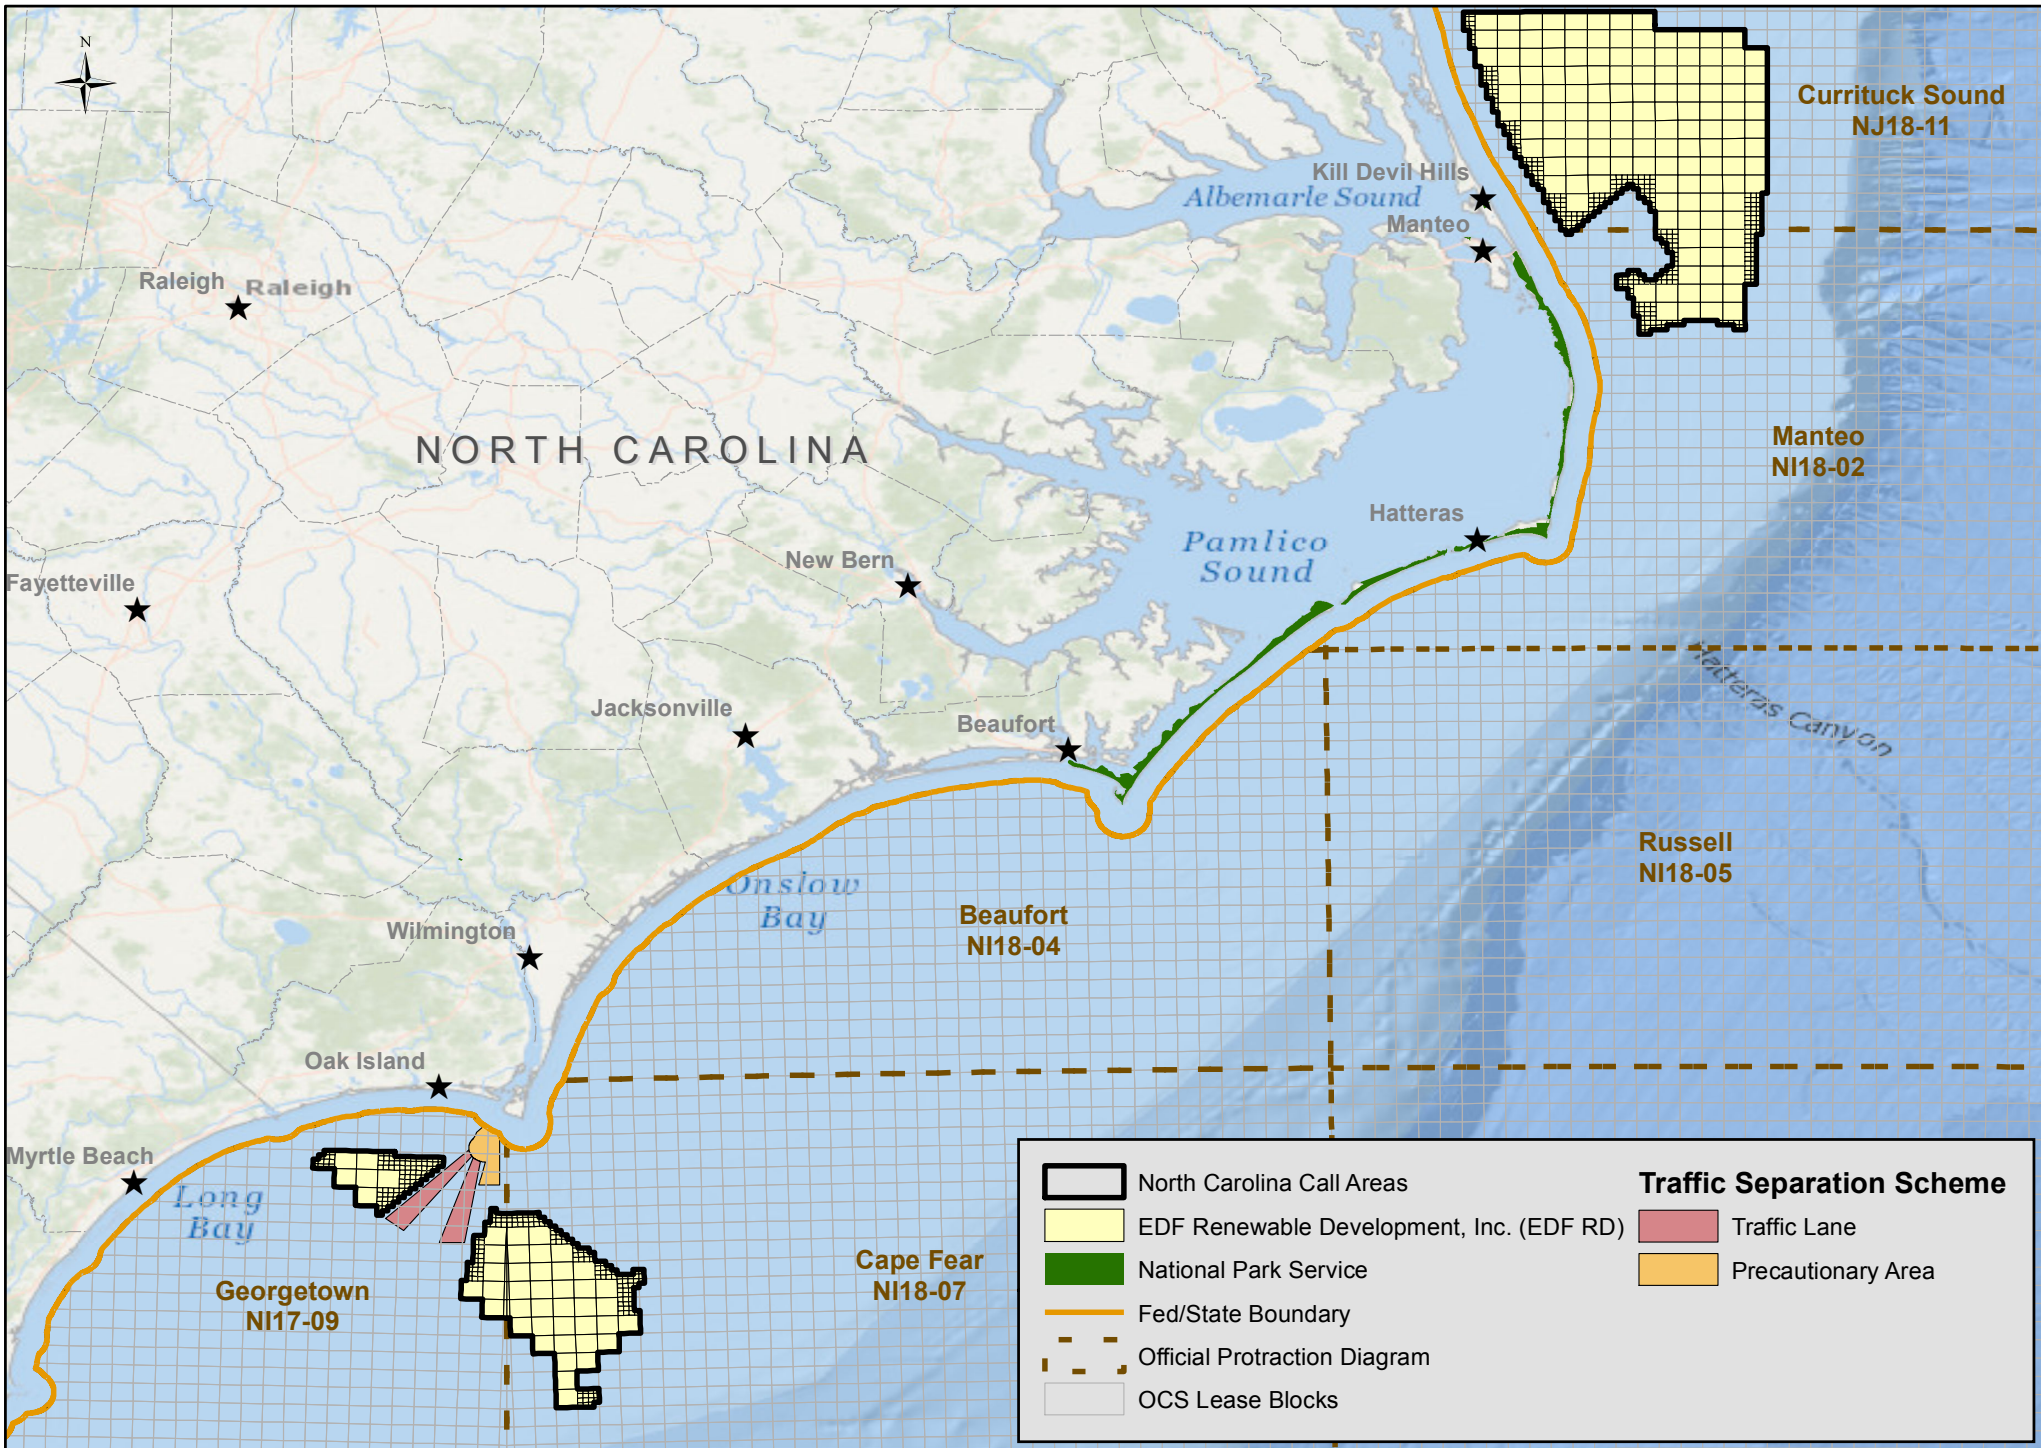 N
Currituck Sound
NJ18-11
Kill Devil Hills
Albemarle Sound
Manteo
Raleigh
Raleigh
NORTH CAROLINA
Manteo
NI18-02
Hatteras
Pamlico
Sound
New Bern
Fayetteville
Hatteras Canyon
Jacksonville
Beaufort
Russell
NI18-05
Onslow
Bay
Beaufort
NI18-04
Wilmington
Oak Island
Myrtle Beach
Long
Bay
Cape Fear
NI18-07
Georgetown
NI17-09
North Carolina Call Areas
EDF Renewable Development, Inc. (EDF RD)
National Park Service
Fed/State Boundary
Official Protraction Diagram
OCS Lease Blocks
Traffic Separation Scheme
Traffic Lane
Precautionary Area